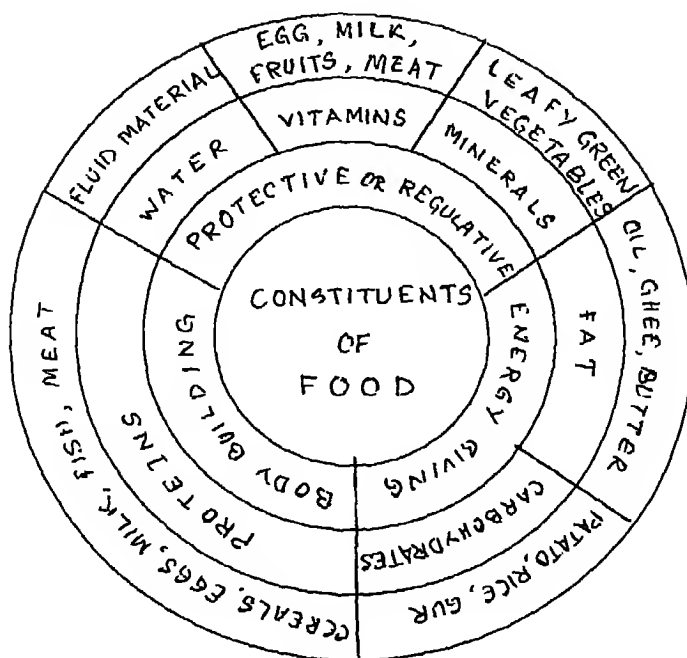 CONSTITUENTS
OF
FOOD
PROTECTIVE OR REGULATIVE
ENERGY GIVING
BODY BUILDING
WATER
VITAMINS
MINERALS
FAT
CARBOHYDRATES
PROTEINS
FLUID MATERIAL
EGG, MILK,
FRUITS, MEAT
LEAFY GREEN
VEGETABLES
OIL, GHEE, BUTTER
PATATO, RICE, GUR
CEREALS, EGGS, MILK, FISH, MEAT